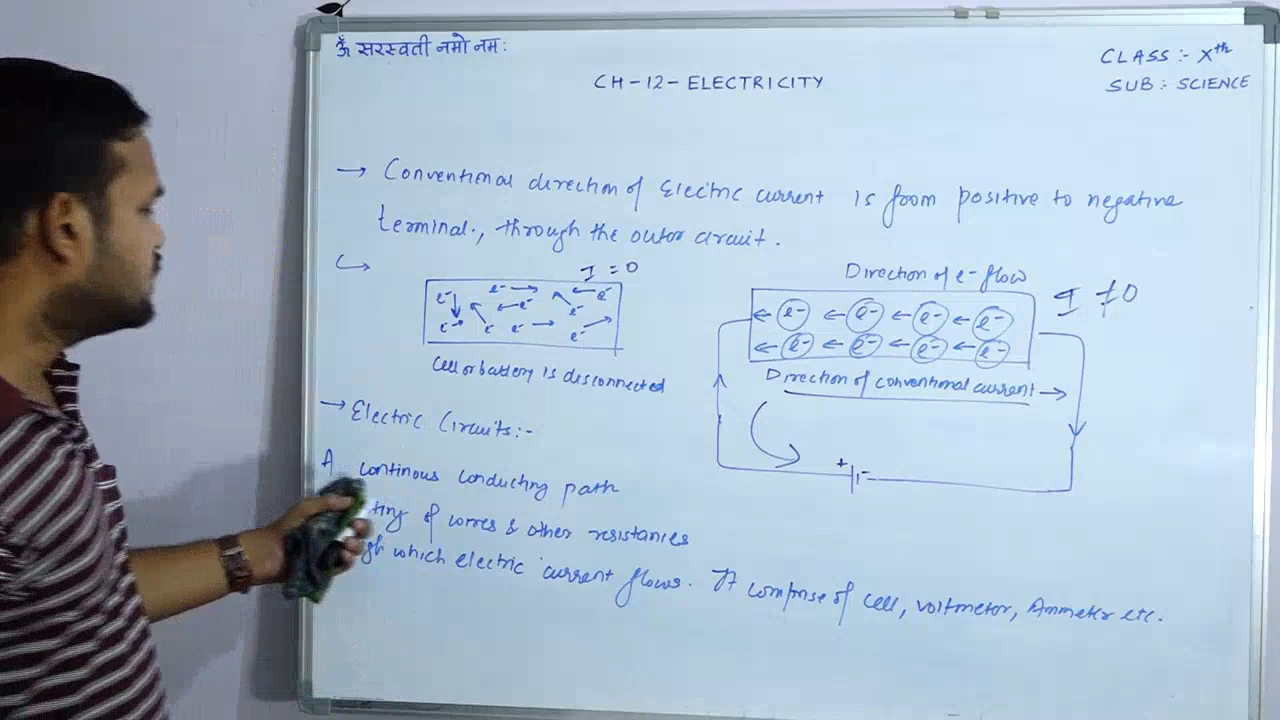 ॐ सरस्वती नमो नमः
CLASS :- Xth
SUB :- SCIENCE
CH-12-ELECTRICITY
→ Conventional direction of Electric current is from positive to negative
terminal., through the outer circuit.
I = 0
e- e- e- e- e- e- e- e- e-
Cell or battery is disconnected
Direction of e- flow
I ≠ 0
← e- ← e- ← e- ← e-
← e- ← e- ← e- ← e-
Direction of conventional current →
+ -
→ Electric Circuits:-
A continous conducting path
of wires & other resistances
which electric current flows. It comprise of cell, voltmeter, Ammeter etc.